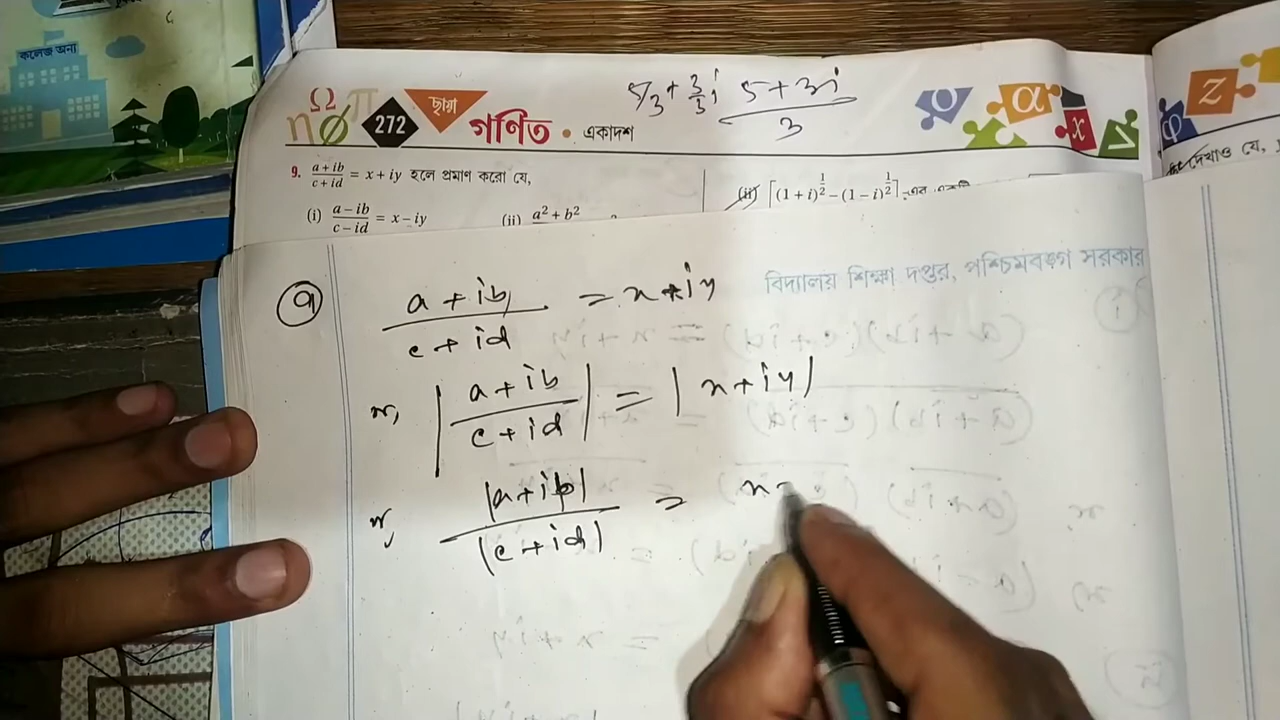 কলেজ অন্য
5/3 + 3/3 i (5+3i)/3
272 ছায়া গণিত • একাদশ
9. (a+ib)/(c+id) = x+iy হলে প্রমাণ করো যে,
(i) (a−ib)/(c−id) = x−iy (ii) a²+b²
(ii) [(1+i)^(1/2) − (1−i)^(1/2)]
দেখাও যে,
বিদ্যালয় শিক্ষা দপ্তর, পশ্চিমবঙ্গ সরকার
9 (a+ib)/(c+id) = x+iy
বা, |(a+ib)/(c+id)| = |x+iy|
বা, |a+ib|/|c+id| = x